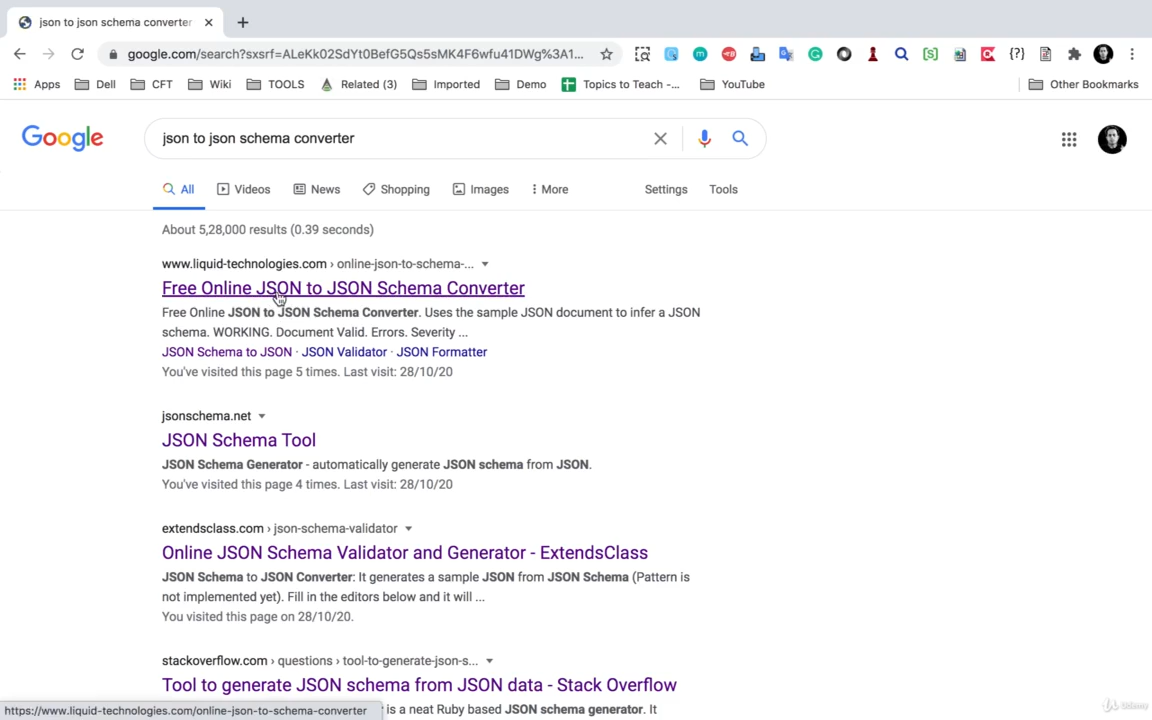 json to json schema converter
google.com/search?sxsrf=ALeKk02SdYt0BefG5Qs5sMK4F6wfu41DWg%3A1...
Apps Dell CFT Wiki TOOLS Related (3) Imported Demo Topics to Teach -... YouTube Other Bookmarks
Google json to json schema converter
All Videos News Shopping Images More Settings Tools
About 5,28,000 results (0.39 seconds)
www.liquid-technologies.com › online-json-to-schema-...
Free Online JSON to JSON Schema Converter
Free Online JSON to JSON Schema Converter. Uses the sample JSON document to infer a JSON
schema. WORKING. Document Valid. Errors. Severity ...
JSON Schema to JSON · JSON Validator · JSON Formatter
You've visited this page 5 times. Last visit: 28/10/20
jsonschema.net
JSON Schema Tool
JSON Schema Generator - automatically generate JSON schema from JSON.
You've visited this page 4 times. Last visit: 28/10/20
extendsclass.com › json-schema-validator
Online JSON Schema Validator and Generator - ExtendsClass
JSON Schema to JSON Converter: It generates a sample JSON from JSON Schema (Pattern is
not implemented yet). Fill in the editors below and it will ...
You visited this page on 28/10/20.
stackoverflow.com › questions › tool-to-generate-json-s...
Tool to generate JSON schema from JSON data - Stack Overflow
https://www.liquid-technologies.com/online-json-to-schema-converter is a neat Ruby based JSON schema generator. It
Udemy